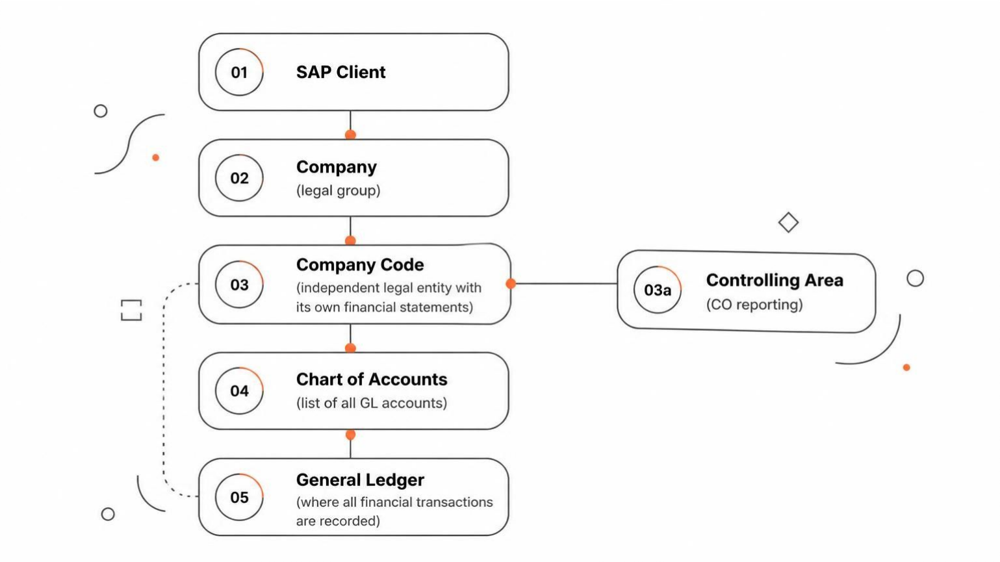 01
SAP Client
02
Company
(legal group)
03
Company Code
(independent legal entity with
its own financial statements)
03a
Controlling Area
(CO reporting)
04
Chart of Accounts
(list of all GL accounts)
05
General Ledger
(where all financial transactions
are recorded)